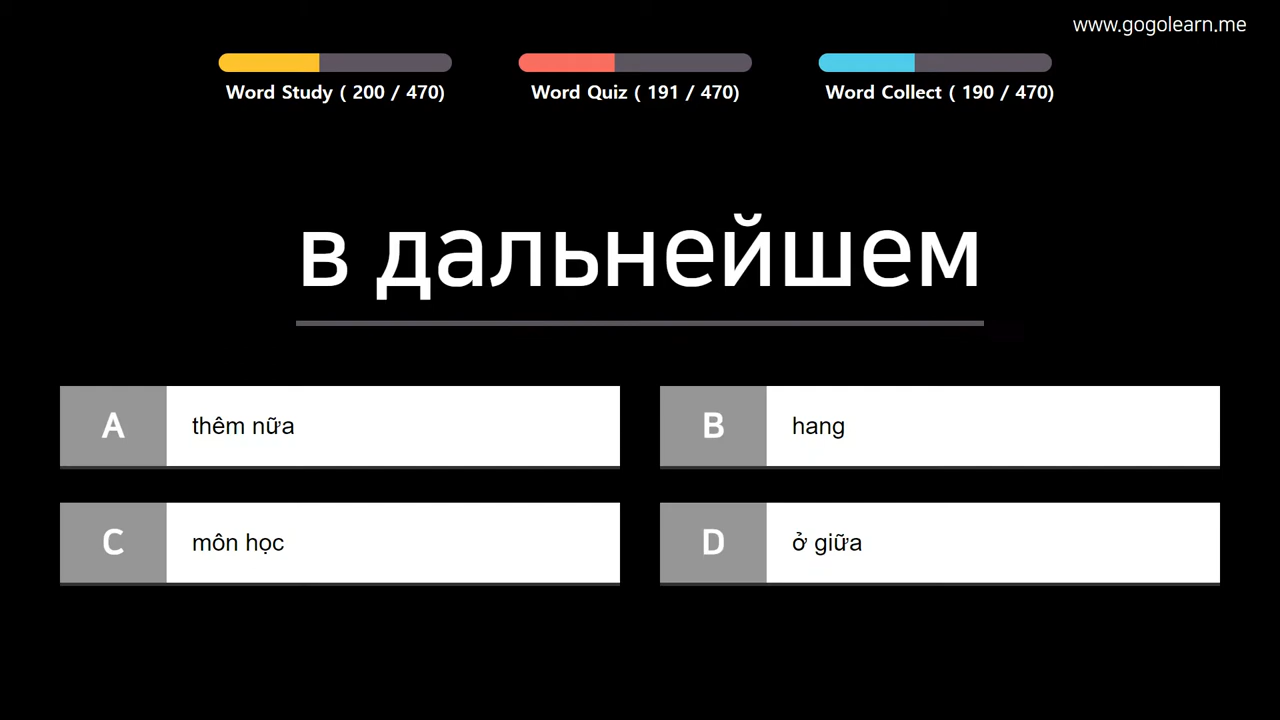 www.gogolearn.me
Word Study ( 200 / 470)
Word Quiz ( 191 / 470)
Word Collect ( 190 / 470)
в дальнейшем
A thêm nữa
B hang
C môn học
D ở giữa